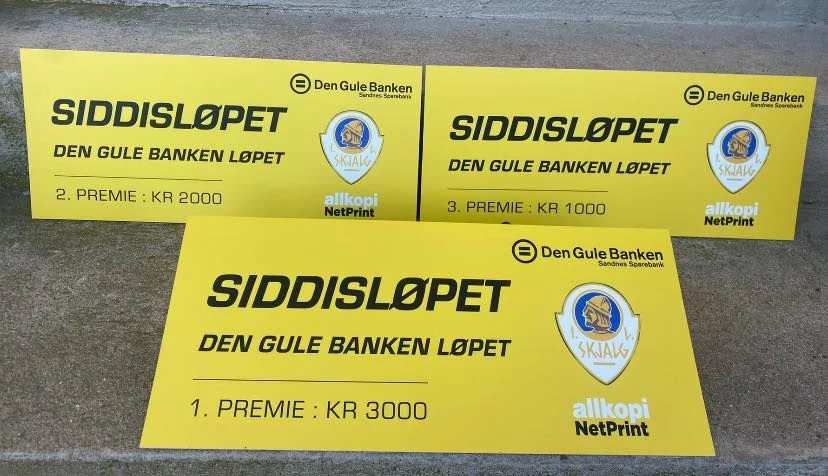 Den Gule Banken
Sandnes Sparebank
SIDDISLØPET
DEN GULE BANKEN LØPET
2. PREMIE : KR 2000
I. L.
SKJALG
allkopi
NetPrint
Den Gule Banken
Sandnes Sparebank
SIDDISLØPET
DEN GULE BANKEN LØPET
3. PREMIE : KR 1000
I. L.
SKJALG
allkopi
NetPrint
Den Gule Banken
Sandnes Sparebank
SIDDISLØPET
DEN GULE BANKEN LØPET
1. PREMIE : KR 3000
I. L.
SKJALG
allkopi
NetPrint